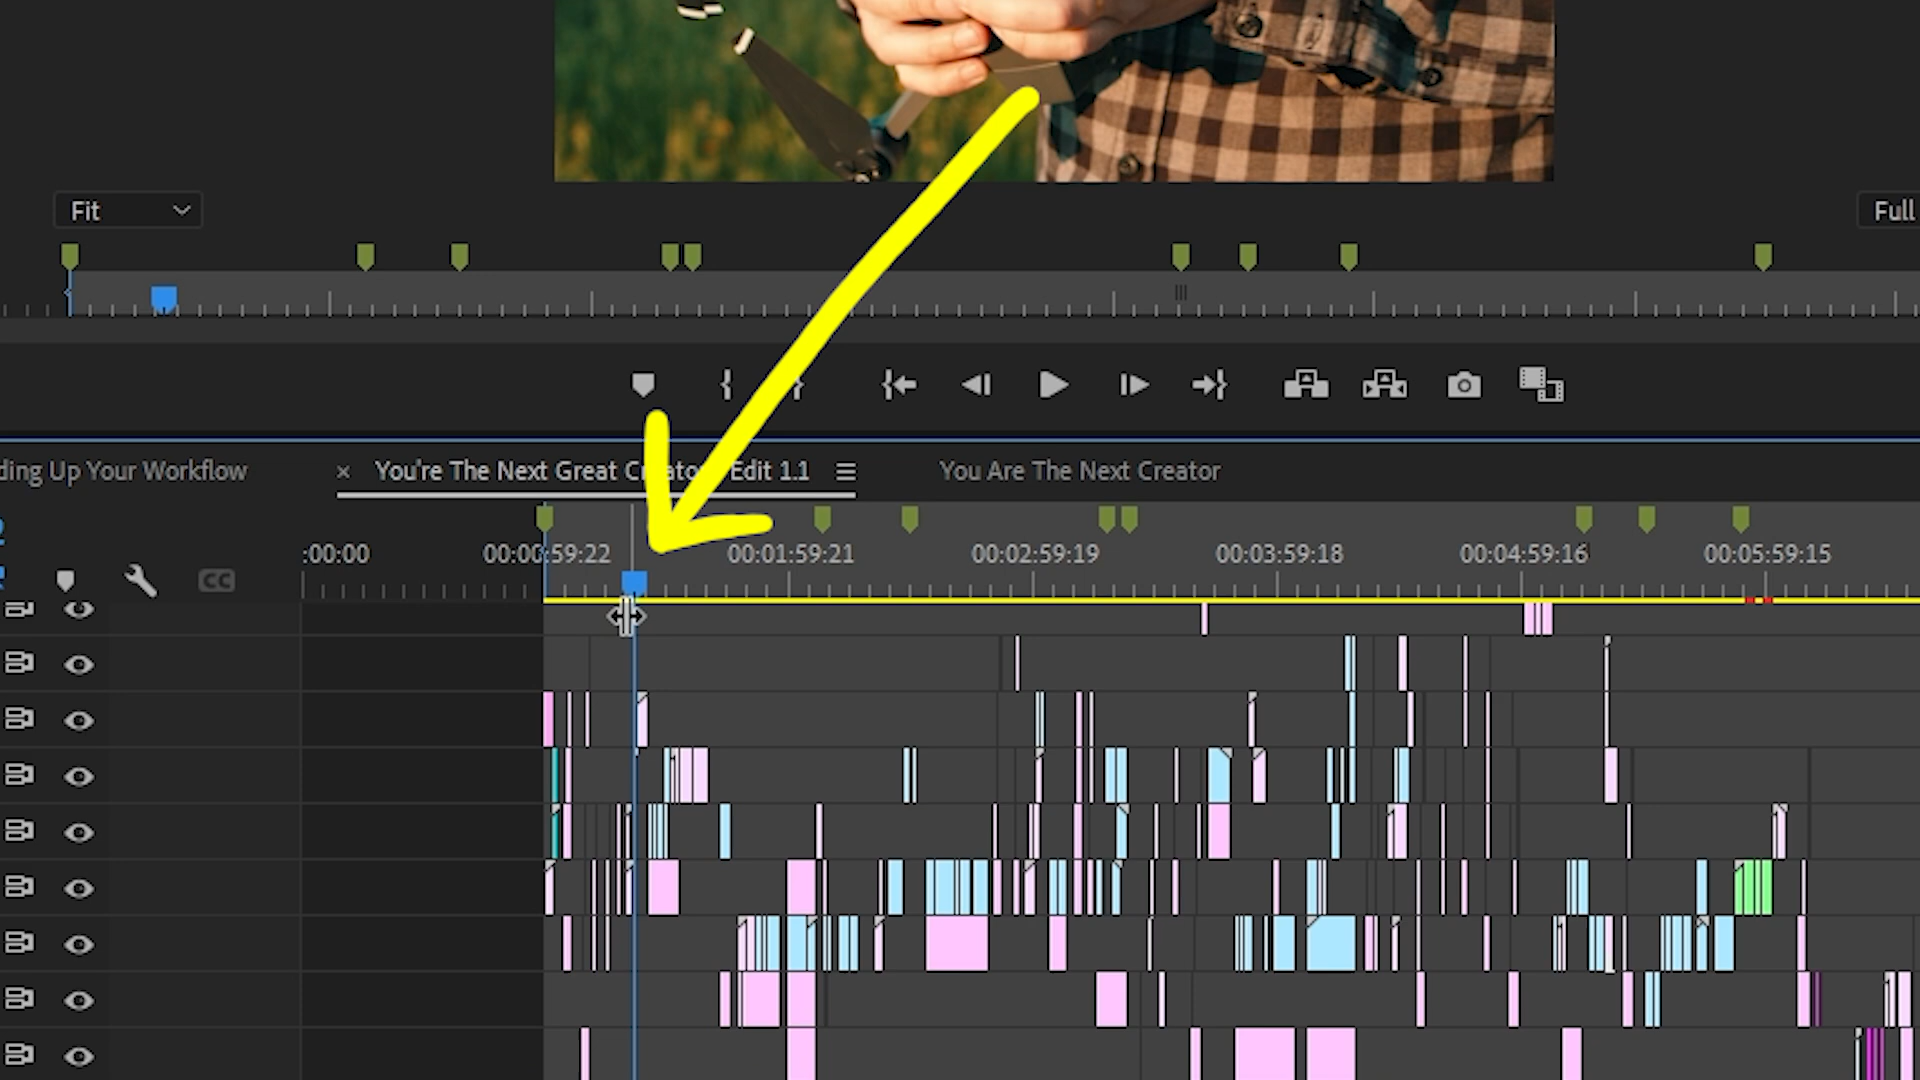 Fit
Full
ding Up Your Workflow
× You're The Next Great Creator Edit 1.1
You Are The Next Creator
:00:00
00:00:59:22
00:01:59:21
00:02:59:19
00:03:59:18
00:04:59:16
00:05:59:15
CC